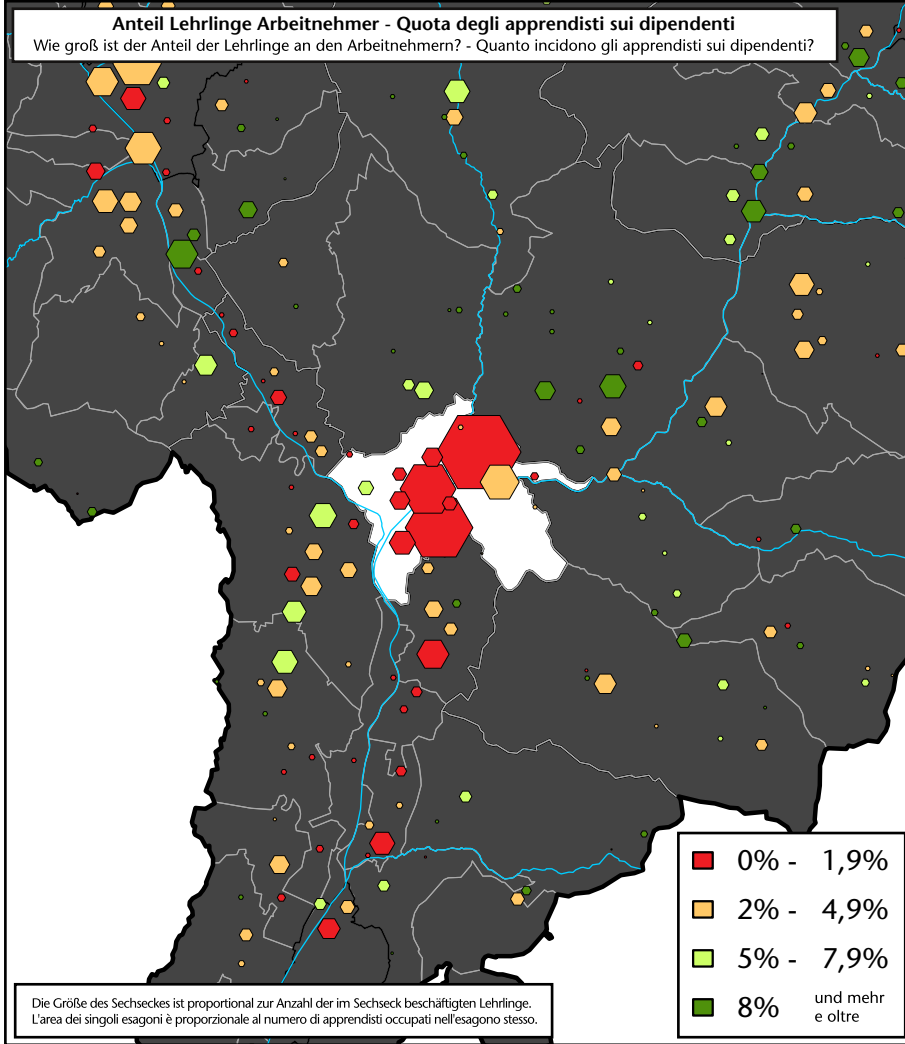 Anteil Lehrlinge Arbeitnehmer - Quota degli apprendisti sui dipendenti
Wie groß ist der Anteil der Lehrlinge an den Arbeitnehmern? - Quanto incidono gli apprendisti sui dipendenti?
0% - 1,9%
2% - 4,9%
5% - 7,9%
8% und mehr
e oltre
Die Größe des Sechseckes ist proportional zur Anzahl der im Sechseck beschäftigten Lehrlinge.
L'area dei singoli esagoni è proporzionale al numero di apprendisti occupati nell'esagono stesso.